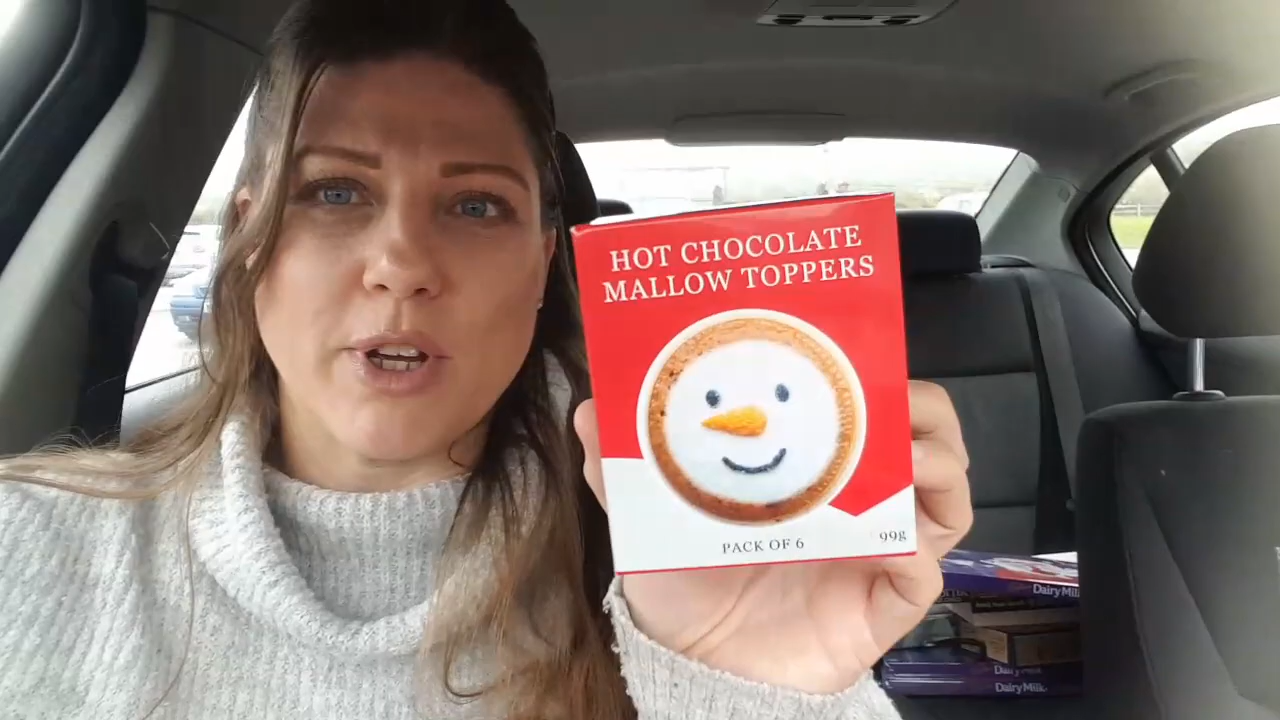 HOT CHOCOLATE
MALLOW TOPPERS
PACK OF 6
99g
Dairy Milk
Dairy Milk